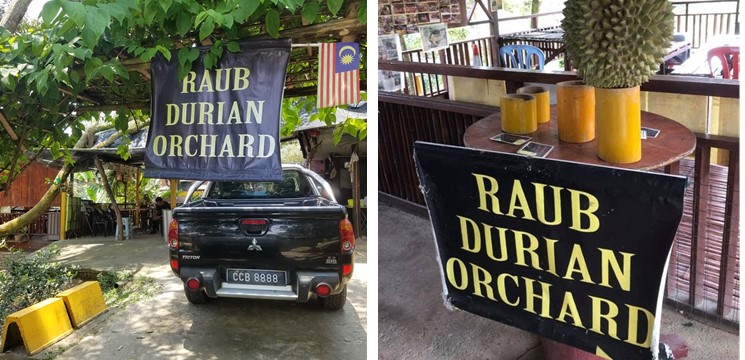 RAUB
DURIAN
ORCHARD
TRITON
CCB 8888
RAUB
DURIAN
ORCHARD